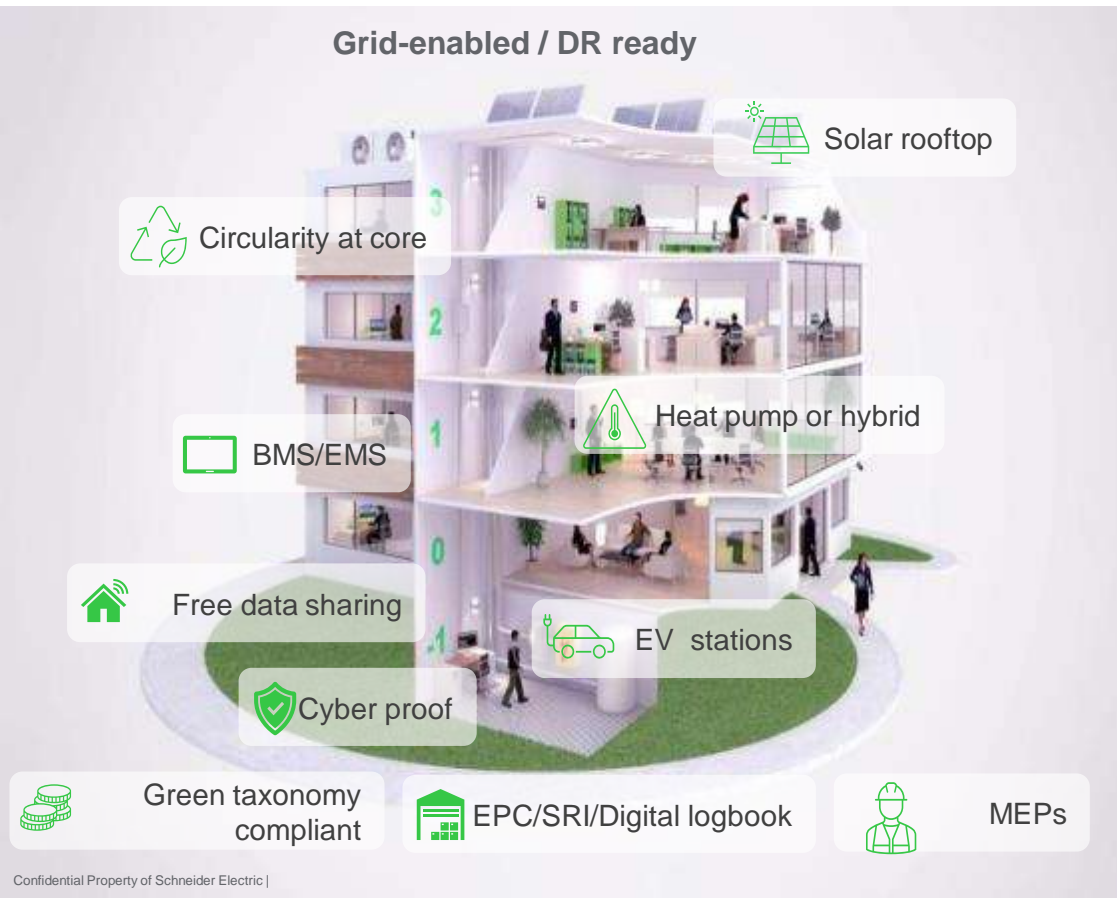 Grid-enabled / DR ready
Solar rooftop
3
Circularity at core
2
Heat pump or hybrid
1
BMS/EMS
0
Free data sharing
EV stations
-1
Cyber proof
Green taxonomy
compliant
EPC/SRI/Digital logbook
MEPs
Confidential Property of Schneider Electric |